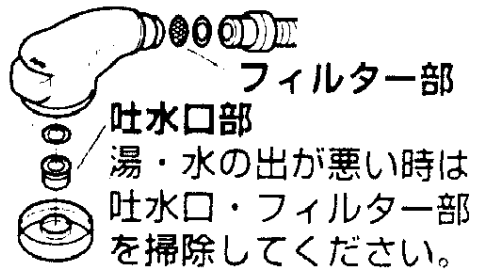 フィルター部
吐水口部
湯・水の出が悪い時は
吐水口・フィルター部
を掃除してください。